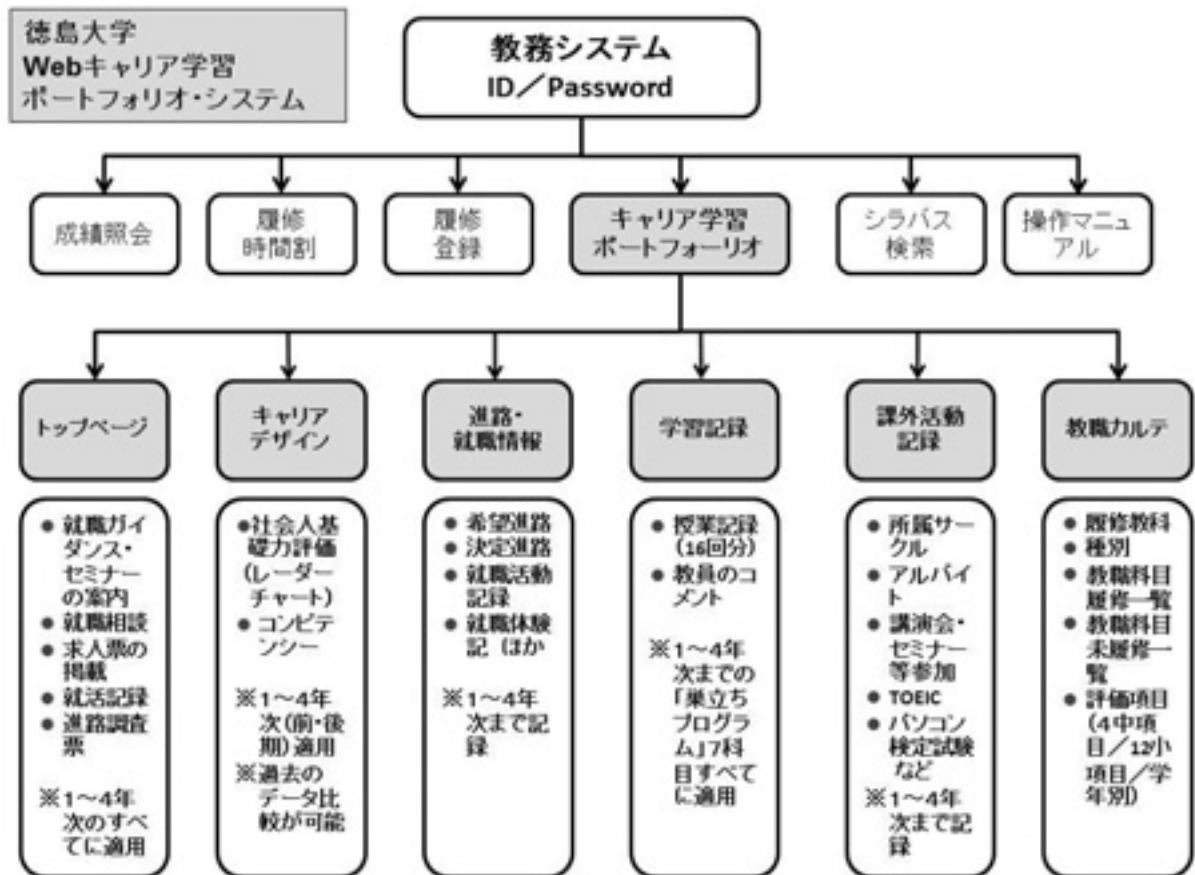 徳島大学
Webキャリア学習
ポートフォリオ・システム
教務システム
ID／Password
成績照会
履修
時間割
履修
登録
キャリア学習
ポートフォーリオ
シラバス
検索
操作マニュ
アル
トップページ
キャリア
デザイン
進路・
就職情報
学習記録
課外活動
記録
教職カルテ
● 就職ガイ
ダンス・
セミナー
の案内
● 就職相談
● 求人票の
掲載
● 就活記録
● 進路調査
票
※1～4年
次のすべ
てに適用
●社会人基
礎力評価
(レーダー
チャート)
● コンピテ
ンシー
※1～4年
次(前・後
期)適用
※過去の
データ比
較が可能
● 希望進路
● 決定進路
● 就職活動
記録
● 就職体験
記 ほか
※1～4年
次まで記
録
● 授業記録
(16回分)
● 教員のコ
メント
※1～4年
次までの
「巣立ち
プログラ
ム」7科
目すべて
に適用
● 所属サー
クル
● アルバイ
ト
● 講演会・
セミナー
等参加
● TOEIC
● パソコン
検定試験
など
※1～4年
次まで記
録
● 履修教科
● 種別
● 教職科目
履修一覧
● 教職科目
未履修一
覧
● 評価項目
(4中項
目／12小
項目／学
年別)